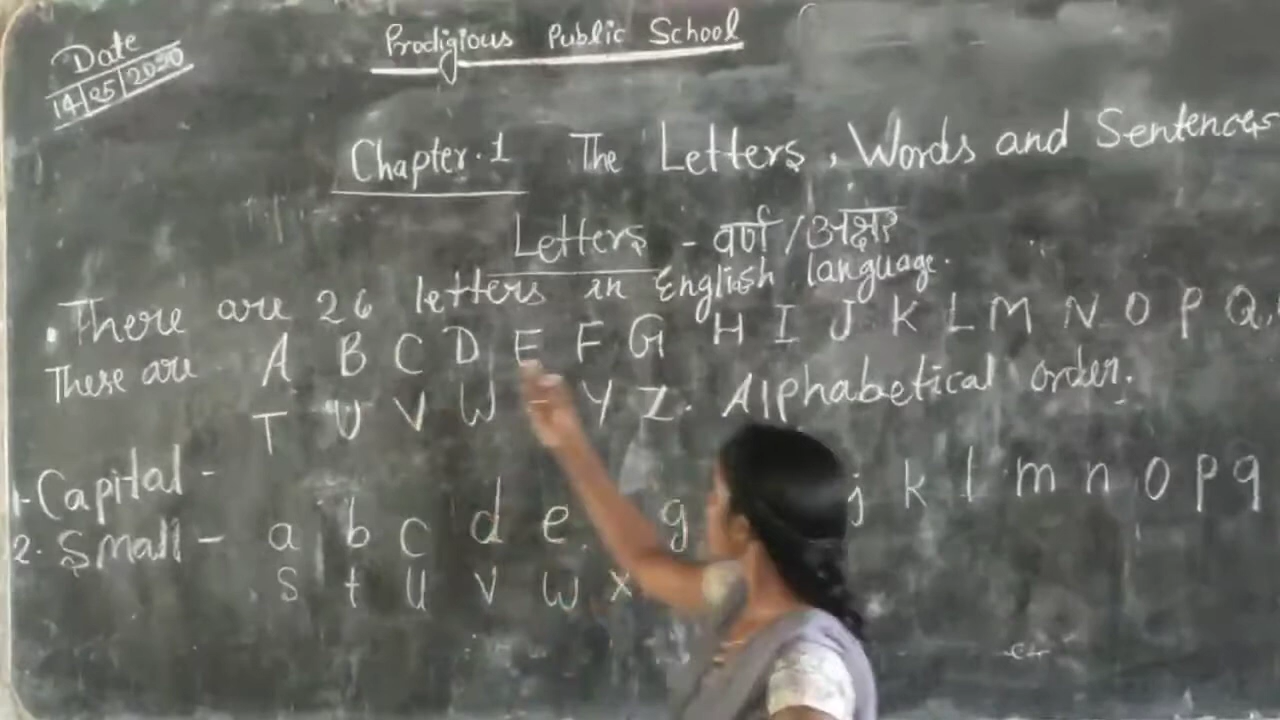 Date
14/25/2020
Prodigious Public School
Chapter.1 The Letters, Words and Sentences
Letters - वर्ण / अक्षर
. There are 26 letters in English language.
These are A B C D E F G H I J K L M N O P Q
T U V W Y Z. Alphabetical order.
1. Capital -
2. Small - a b c d e g j k l m n o p q
s t u v w x